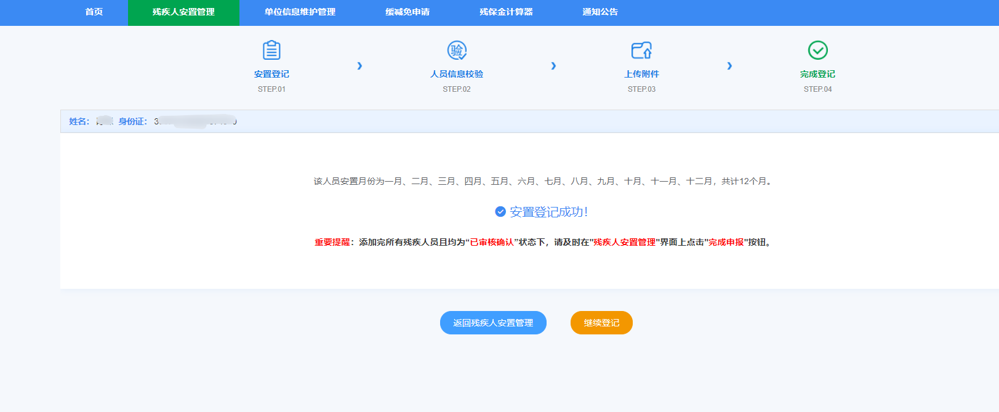 首页 残疾人安置管理 单位信息维护管理 缓减免申请 残保金计算器 通知公告
验
安置登记 人员信息校验 上传附件 完成登记
STEP.01 STEP.02 STEP.03 STEP.04
姓名： 身份证：
该人员安置月份为一月、二月、三月、四月、五月、六月、七月、八月、九月、十月、十一月、十二月，共计12个月。
安置登记成功！
重要提醒：添加完所有残疾人员且均为“已审核确认”状态下，请及时在"残疾人安置管理"界面上点击"完成申报"按钮。
返回残疾人安置管理 继续登记